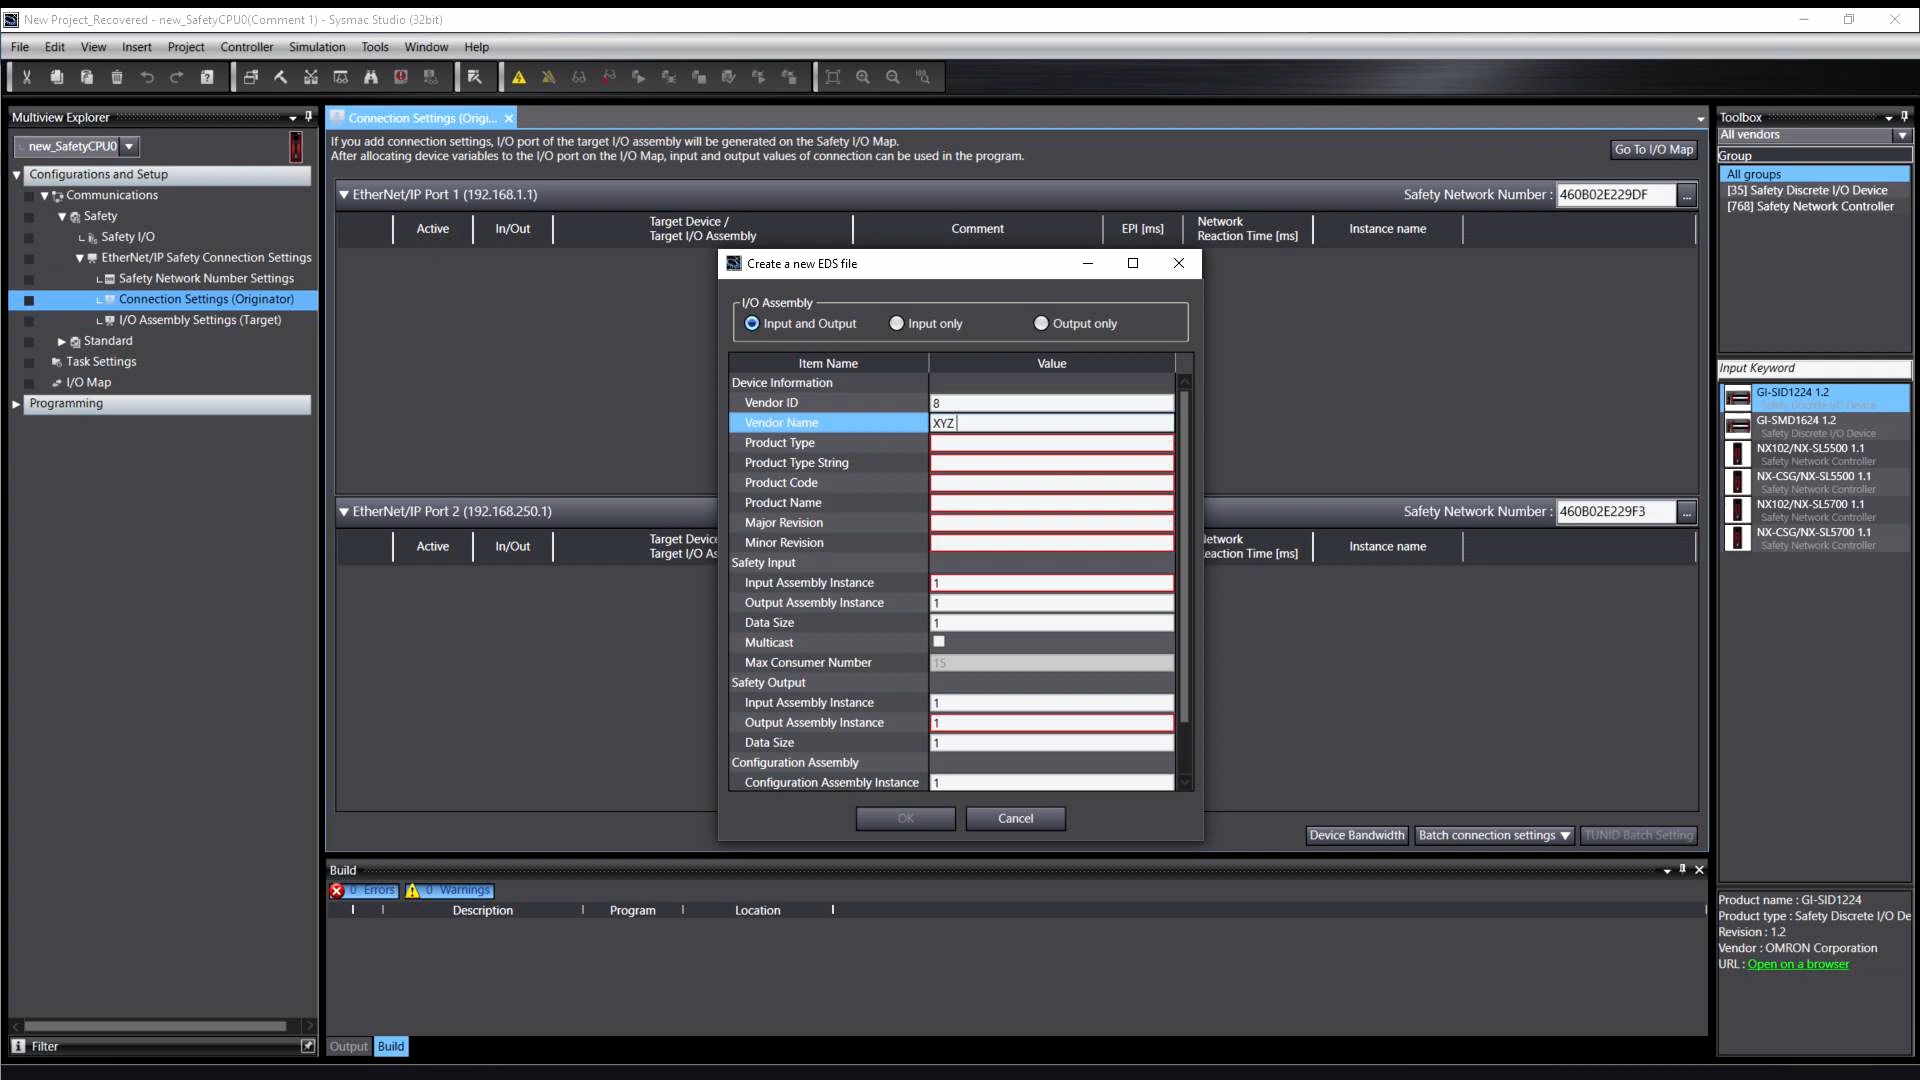 New Project_Recovered - new_SafetyCPU0(Comment 1) - Sysmac Studio (32bit)
File Edit View Insert Project Controller Simulation Tools Window Help
Multiview Explorer
new_SafetyCPU0
Configurations and Setup
Communications
Safety
Safety I/O
EtherNet/IP Safety Connection Settings
Safety Network Number Settings
Connection Settings (Originator)
I/O Assembly Settings (Target)
Standard
Task Settings
I/O Map
Programming
Filter
Connection Settings (Origi...
If you add connection settings, I/O port of the target I/O assembly will be generated on the Safety I/O Map.
After allocating device variables to the I/O port on the I/O Map, input and output values of connection can be used in the program.
Go To I/O Map
EtherNet/IP Port 1 (192.168.1.1)
Safety Network Number : 460B02E229DF ...
Active In/Out Target Device / Target I/O Assembly Comment EPI [ms] Network Reaction Time [ms] Instance name
EtherNet/IP Port 2 (192.168.250.1)
Safety Network Number : 460B02E229F3 ...
Active In/Out Target Device Target I/O As letwork eaction Time [ms] Instance name
Device Bandwidth Batch connection settings TUNID Batch Setting
Create a new EDS file
I/O Assembly
Input and Output Input only Output only
Item Name Value
Device Information
Vendor ID 8
Vendor Name XYZ
Product Type
Product Type String
Product Code
Product Name
Major Revision
Minor Revision
Safety Input
Input Assembly Instance 1
Output Assembly Instance 1
Data Size 1
Multicast
Max Consumer Number 15
Safety Output
Input Assembly Instance 1
Output Assembly Instance 1
Data Size 1
Configuration Assembly
Configuration Assembly Instance 1
OK Cancel
Build
0 Errors 0 Warnings
Description Program Location
Output Build
Toolbox
All vendors
Group
All groups
[35] Safety Discrete I/O Device
[768] Safety Network Controller
Input Keyword
GI-SID1224 1.2
Safety Discrete I/O Device
GI-SMD1624 1.2
Safety Discrete I/O Device
NX102/NX-SL5500 1.1
Safety Network Controller
NX-CSG/NX-SL5500 1.1
Safety Network Controller
NX102/NX-SL5700 1.1
Safety Network Controller
NX-CSG/NX-SL5700 1.1
Safety Network Controller
Product name : GI-SID1224
Product type : Safety Discrete I/O De
Revision : 1.2
Vendor : OMRON Corporation
URL : Open on a browser